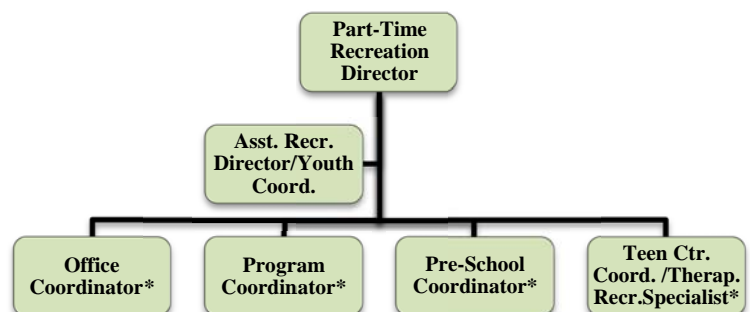 Part-Time
Recreation
Director
Asst. Recr.
Director/Youth
Coord.
Office
Coordinator*
Program
Coordinator*
Pre-School
Coordinator*
Teen Ctr.
Coord. /Therap.
Recr.Specialist*